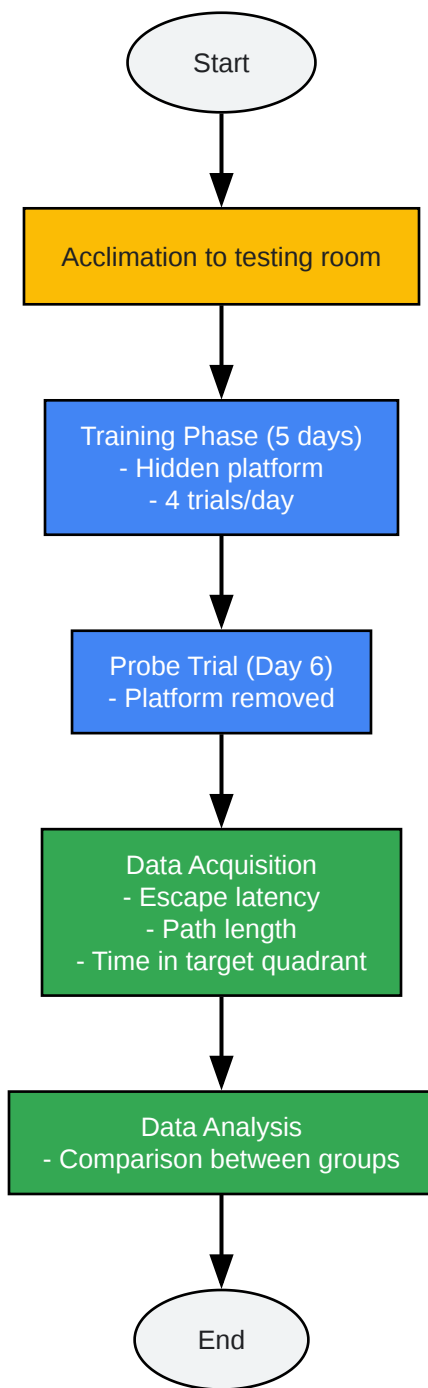 Start
Acclimation to testing room
Training Phase (5 days)
- Hidden platform
- 4 trials/day
Probe Trial (Day 6)
- Platform removed
Data Acquisition
- Escape latency
- Path length
- Time in target quadrant
Data Analysis
- Comparison between groups
End